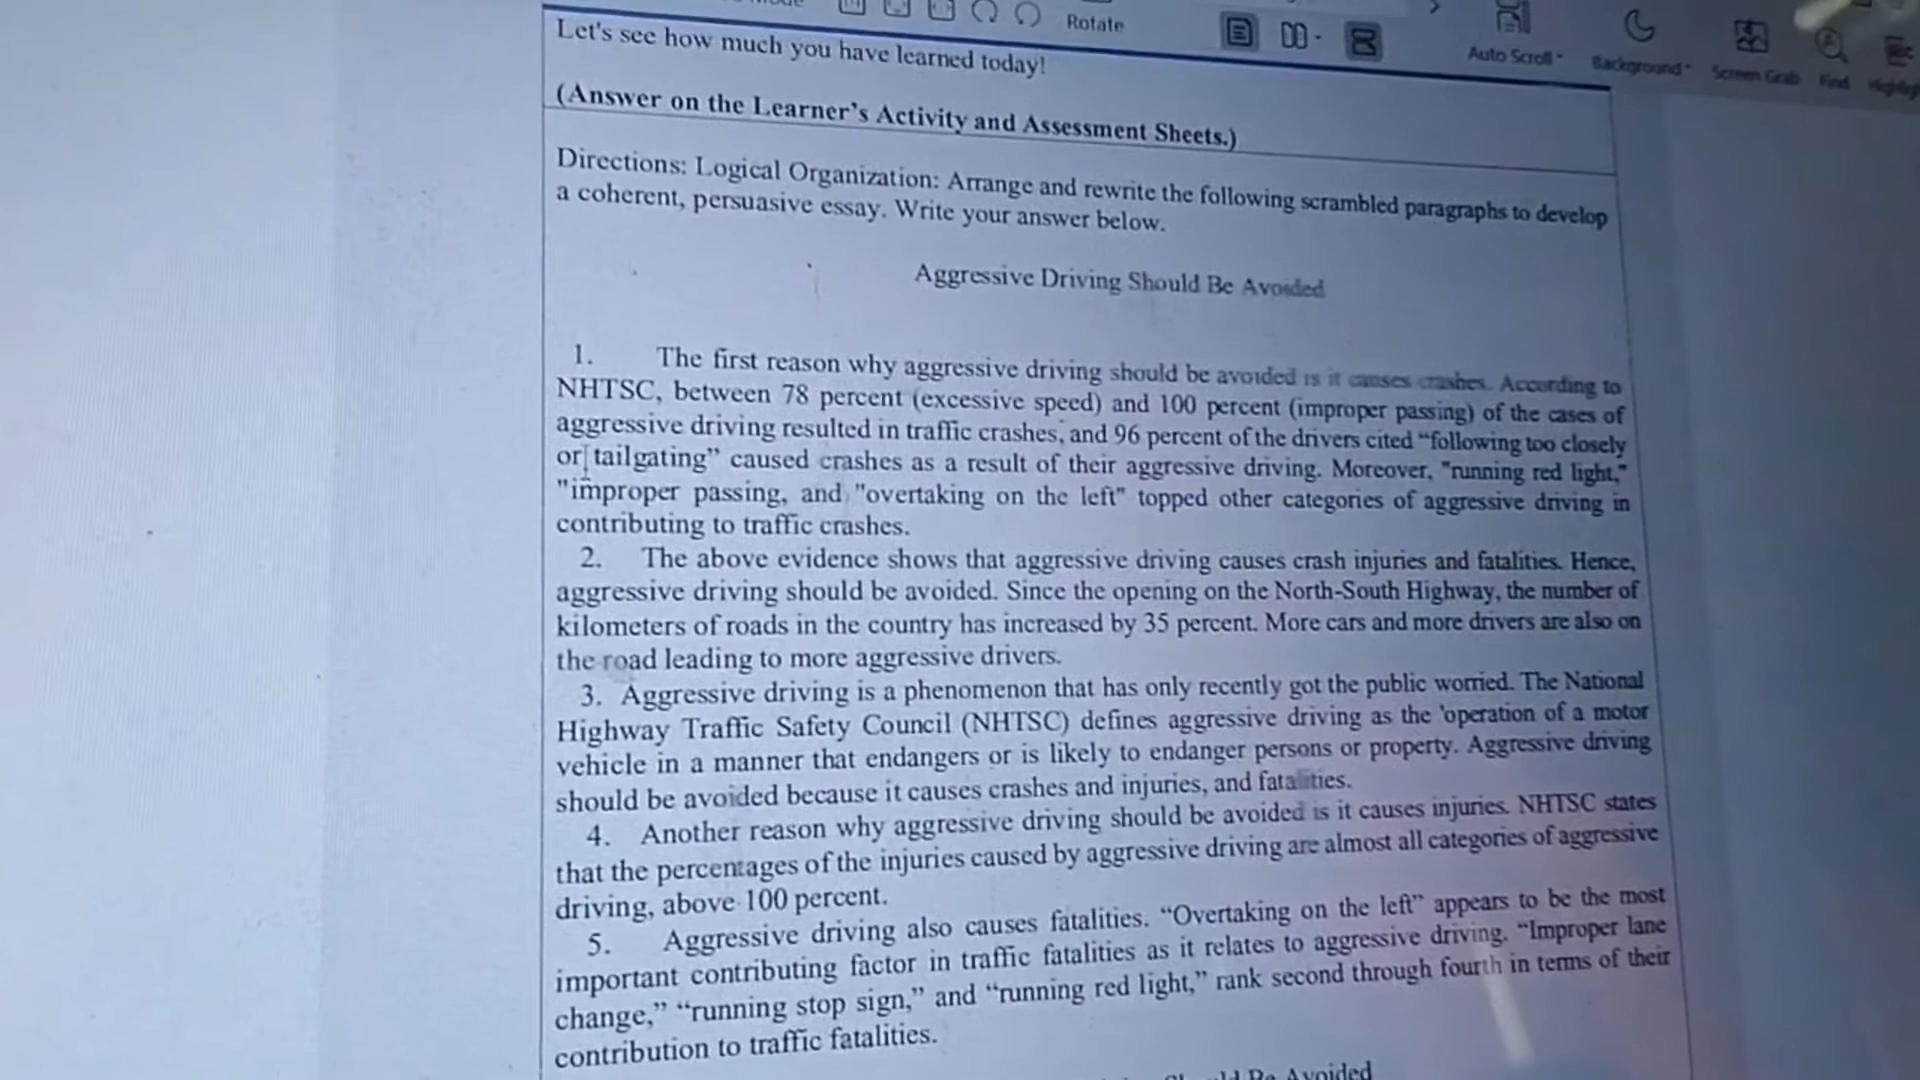 Rotate
Auto Scroll
Background
Screen Grab
Find
Let's see how much you have learned today!
(Answer on the Learner's Activity and Assessment Sheets.)
Directions: Logical Organization: Arrange and rewrite the following scrambled paragraphs to develop
a coherent, persuasive essay. Write your answer below.
Aggressive Driving Should Be Avoided
1. The first reason why aggressive driving should be avoided is it causes crashes. According to
NHTSC, between 78 percent (excessive speed) and 100 percent (improper passing) of the cases of
aggressive driving resulted in traffic crashes, and 96 percent of the drivers cited “following too closely
or tailgating” caused crashes as a result of their aggressive driving. Moreover, "running red light,"
"improper passing, and "overtaking on the left" topped other categories of aggressive driving in
contributing to traffic crashes.
2. The above evidence shows that aggressive driving causes crash injuries and fatalities. Hence,
aggressive driving should be avoided. Since the opening on the North-South Highway, the number of
kilometers of roads in the country has increased by 35 percent. More cars and more drivers are also on
the road leading to more aggressive drivers.
3. Aggressive driving is a phenomenon that has only recently got the public worried. The National
Highway Traffic Safety Council (NHTSC) defines aggressive driving as the 'operation of a motor
vehicle in a manner that endangers or is likely to endanger persons or property. Aggressive driving
should be avoided because it causes crashes and injuries, and fatalities.
4. Another reason why aggressive driving should be avoided is it causes injuries. NHTSC states
that the percentages of the injuries caused by aggressive driving are almost all categories of aggressive
driving, above 100 percent.
5. Aggressive driving also causes fatalities. “Overtaking on the left” appears to be the most
important contributing factor in traffic fatalities as it relates to aggressive driving. “Improper lane
change,” “running stop sign,” and “running red light,” rank second through fourth in terms of their
contribution to traffic fatalities.
Be Avoided